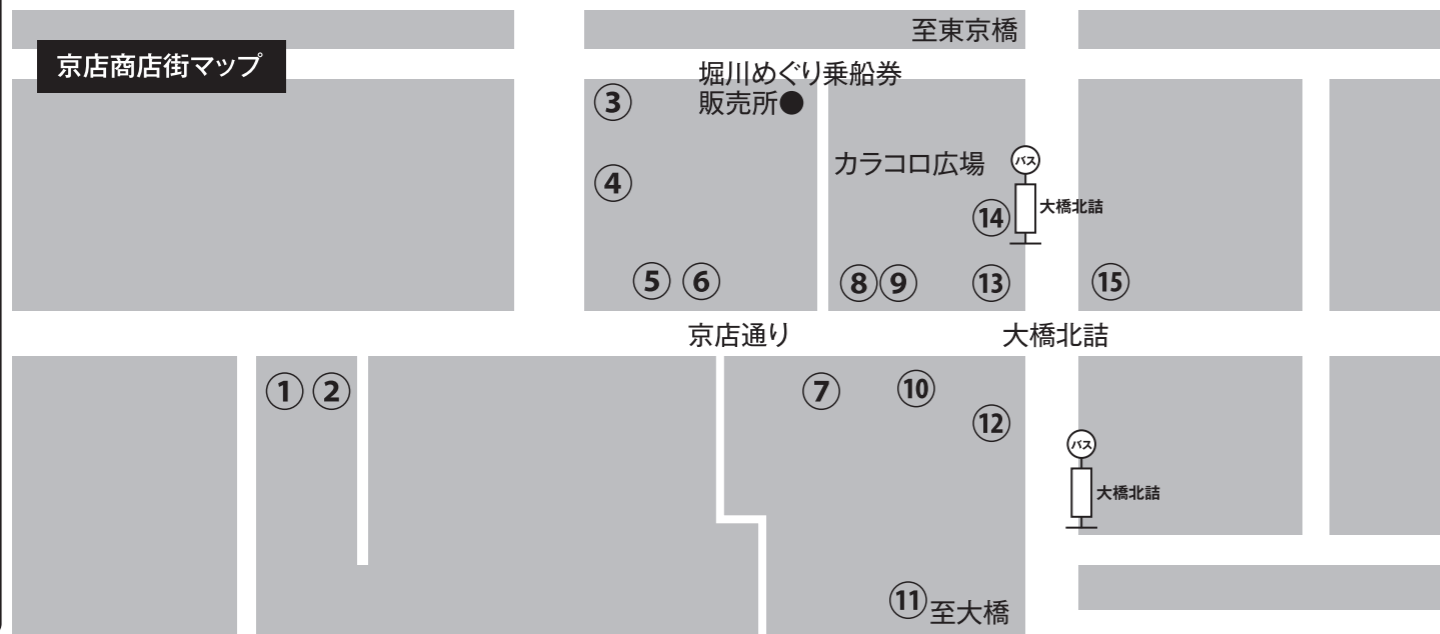 至東京橋
京店商店街マップ
堀川めぐり乗船券
販売所●
③
カラコロ広場
バス
④
大橋北詰
⑭
⑤ ⑥
⑧⑨
⑬
⑮
京店通り
大橋北詰
① ②
⑦
⑩
⑫
バス
大橋北詰
⑪
至大橋